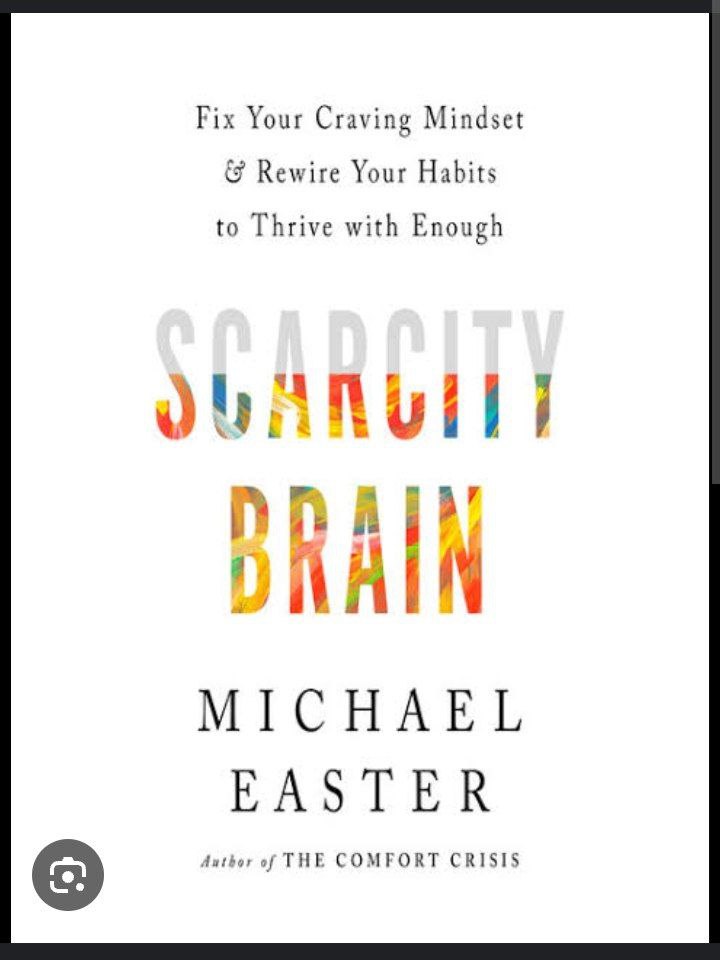 Fix Your Craving Mindset
& Rewire Your Habits
to Thrive with Enough
SCARCITY
BRAIN
MICHAEL
EASTER
Author of THE COMFORT CRISIS